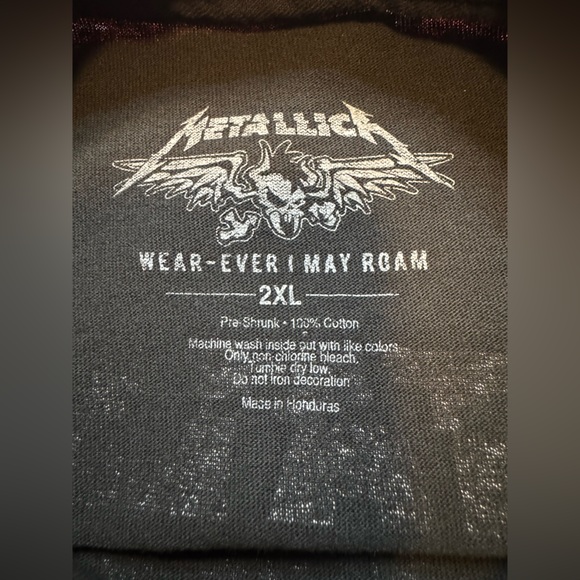 METALLICA
WEAR-EVER I MAY ROAM
2XL
Pre-Shrunk • 100% Cotton
Machine wash inside out with like colors.
Only non-chlorine bleach.
Tumble dry low.
Do not iron decoration
Made in Honduras